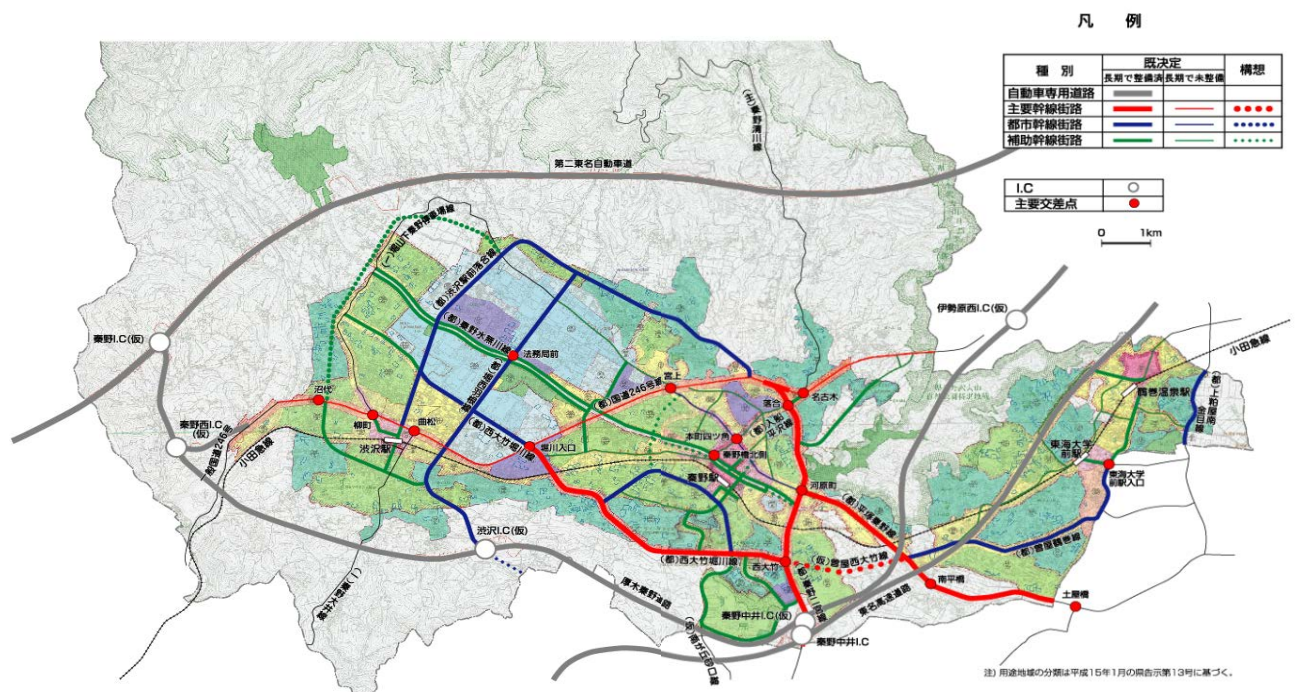 凡　例
種　別
既決定
構想
長期で整備済
長期で未整備
自動車専用道路
主要幹線街路
都市幹線街路
補助幹線街路
I.C
主要交差点
0　1km
第二東名自動車道
(主)秦野清川線
(都)渋沢駅前落合線
(都)秦野水無川線
法務局前
伊勢原西I.C(仮)
小田急線
秦野I.C(仮)
宮上
(都)国道246号線
名古木
落合
鶴巻温泉駅
沼代
柳町
曲松
渋沢駅
秦野西I.C
(仮)
一般国道246号
小田急線
(都)西大竹堀川線
堀川入口
本町四ツ角
秦野橋北側
秦野駅
河原町
(都)平塚秦野線
東海大学
前駅
東海大学
前駅入口
(都)曽屋鶴巻線
渋沢I.C(仮)
(都)西大竹堀川線
西大竹
(仮)曽屋西大竹線
南平橋
土屋橋
厚木秦野道路
東名高速道路
秦野中井I.C(仮)
秦野中井I.C
注) 用途地域の分類は平成15年1月の県告示第13号に基づく。